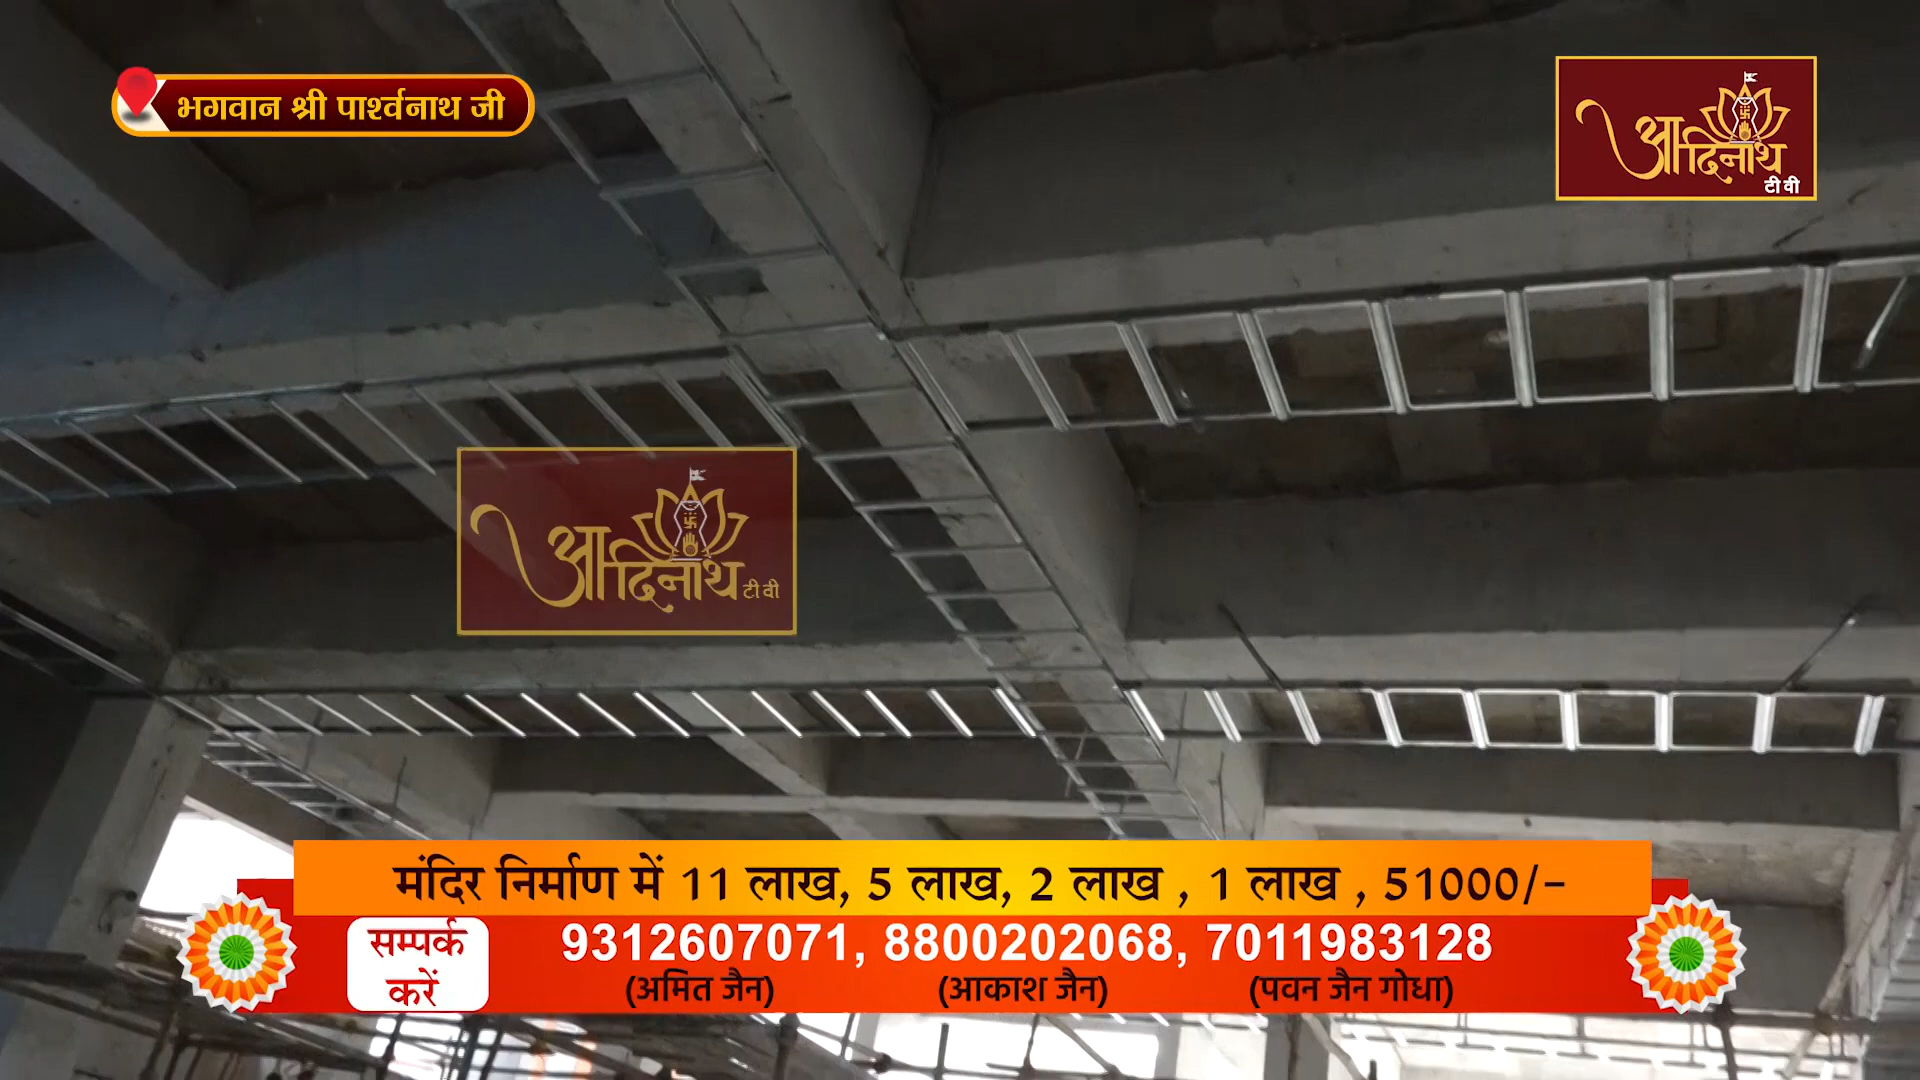 भगवान श्री पार्श्वनाथ जी
आदिनाथ
टी वी
आदिनाथ टी वी
मंदिर निर्माण में 11 लाख, 5 लाख, 2 लाख , 1 लाख , 51000/-
सम्पर्क करें
9312607071, 8800202068, 7011983128
(अमित जैन) (आकाश जैन) (पवन जैन गोधा)